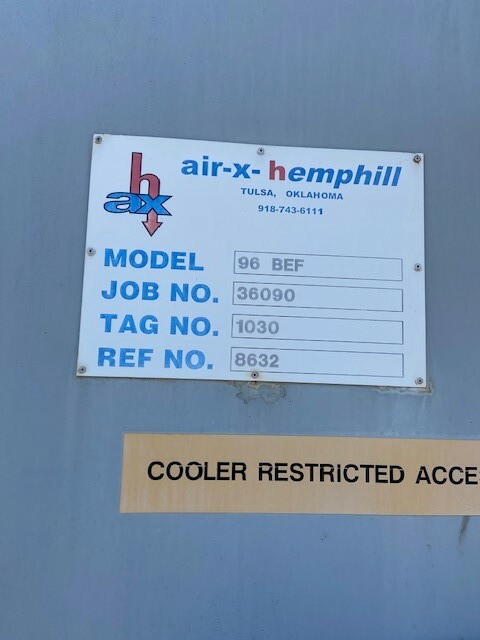 h
ax
air-x-hemphill
TULSA, OKLAHOMA
918-743-6111
MODEL 96 BEF
JOB NO. 36090
TAG NO. 1030
REF NO. 8632
COOLER RESTRICTED ACCE